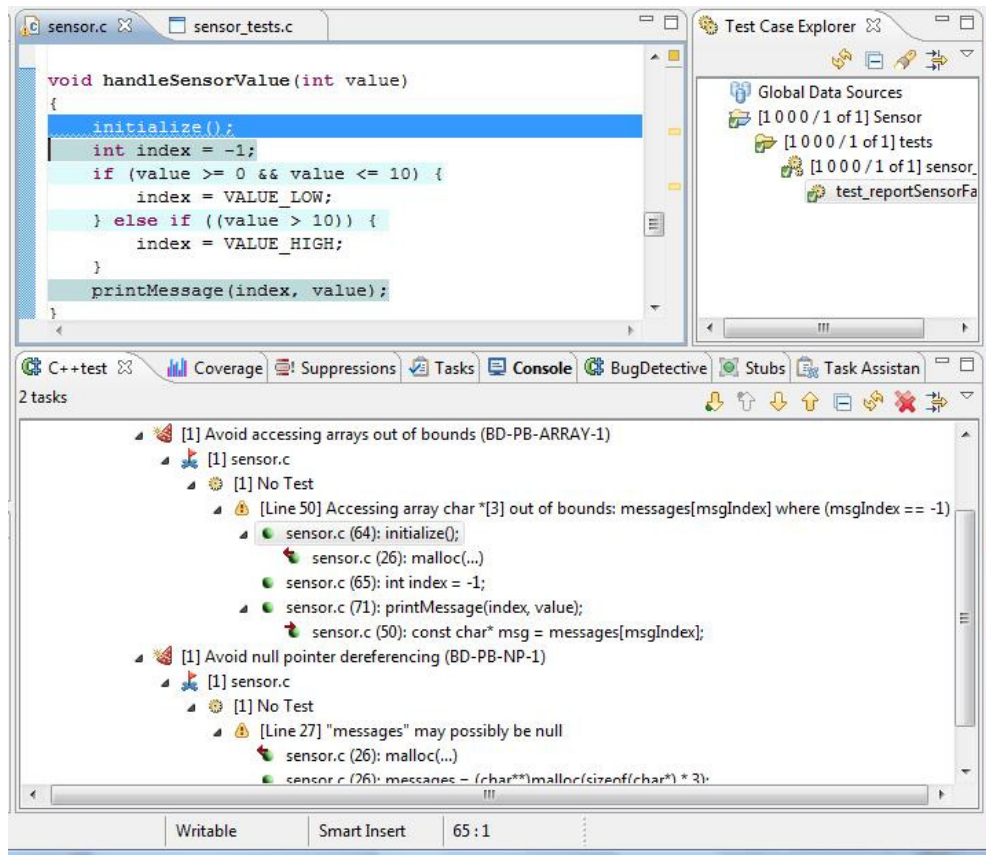 sensor.c
sensor_tests.c
void handleSensorValue(int value)
{
initialize();
int index = -1;
if (value >= 0 && value <= 10) {
index = VALUE_LOW;
} else if ((value > 10)) {
index = VALUE_HIGH;
}
printMessage(index, value);
}
Test Case Explorer
Global Data Sources
[1 0 0 0 / 1 of 1] Sensor
[1 0 0 0 / 1 of 1] tests
[1 0 0 0 / 1 of 1] sensor_
test_reportSensorFa
C++test
Coverage
Suppressions
Tasks
Console
BugDetective
Stubs
Task Assistan
2 tasks
[1] Avoid accessing arrays out of bounds (BD-PB-ARRAY-1)
[1] sensor.c
[1] No Test
[Line 50] Accessing array char *[3] out of bounds: messages[msgIndex] where (msgIndex == -1)
sensor.c (64): initialize();
sensor.c (26): malloc(...)
sensor.c (65): int index = -1;
sensor.c (71): printMessage(index, value);
sensor.c (50): const char* msg = messages[msgIndex];
[1] Avoid null pointer dereferencing (BD-PB-NP-1)
[1] sensor.c
[1] No Test
[Line 27] "messages" may possibly be null
sensor.c (26): malloc(...)
sensor.c (26): messages = (char**)malloc(sizeof(char*) * 3);
Writable
Smart Insert
65 : 1